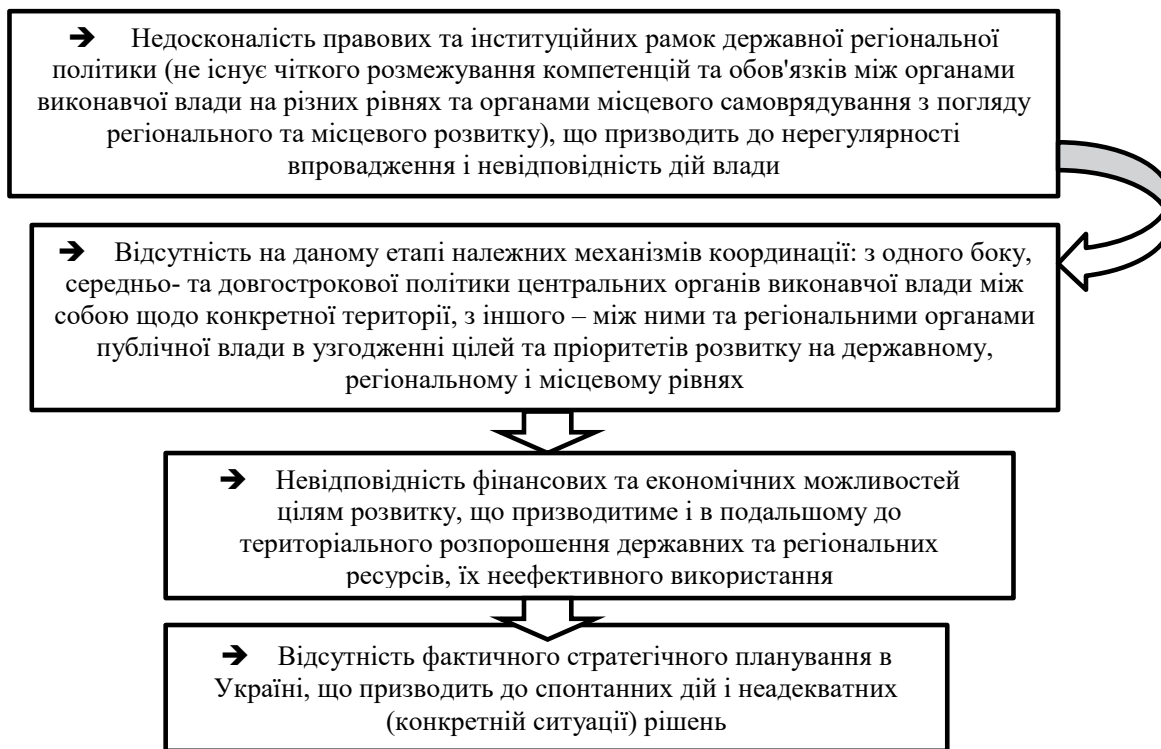 ➔ Недосконалість правових та інституційних рамок державної регіональної
політики (не існує чіткого розмежування компетенцій та обов'язків між органами
виконавчої влади на різних рівнях та органами місцевого самоврядування з погляду
регіонального та місцевого розвитку), що призводить до нерегулярності
впровадження і невідповідність дій влади
➔ Відсутність на даному етапі належних механізмів координації: з одного боку,
середньо- та довгострокової політики центральних органів виконавчої влади між
собою щодо конкретної території, з іншого – між ними та регіональними органами
публічної влади в узгодженні цілей та пріоритетів розвитку на державному,
регіональному і місцевому рівнях
➔ Невідповідність фінансових та економічних можливостей
цілям розвитку, що призводитиме і в подальшому до
територіального розпорошення державних та регіональних
ресурсів, їх неефективного використання
➔ Відсутність фактичного стратегічного планування в
Україні, що призводить до спонтанних дій і неадекватних
(конкретній ситуації) рішень